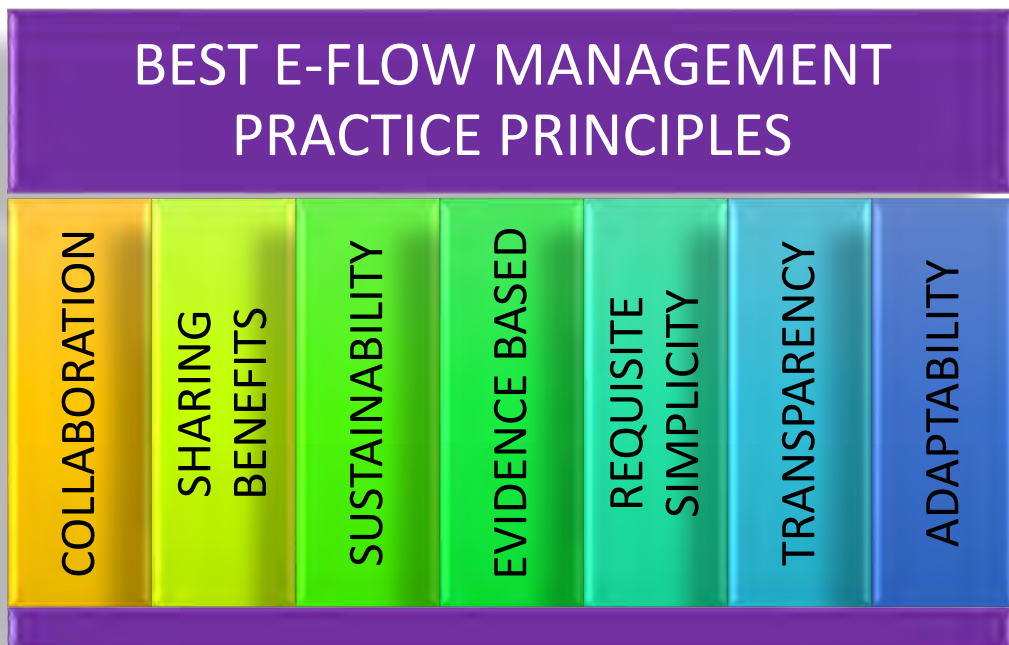 BEST E-FLOW MANAGEMENT
PRACTICE PRINCIPLES
COLLABORATION
SHARING
BENEFITS
SUSTAINABILITY
EVIDENCE BASED
REQUISITE
SIMPLICITY
TRANSPARENCY
ADAPTABILITY